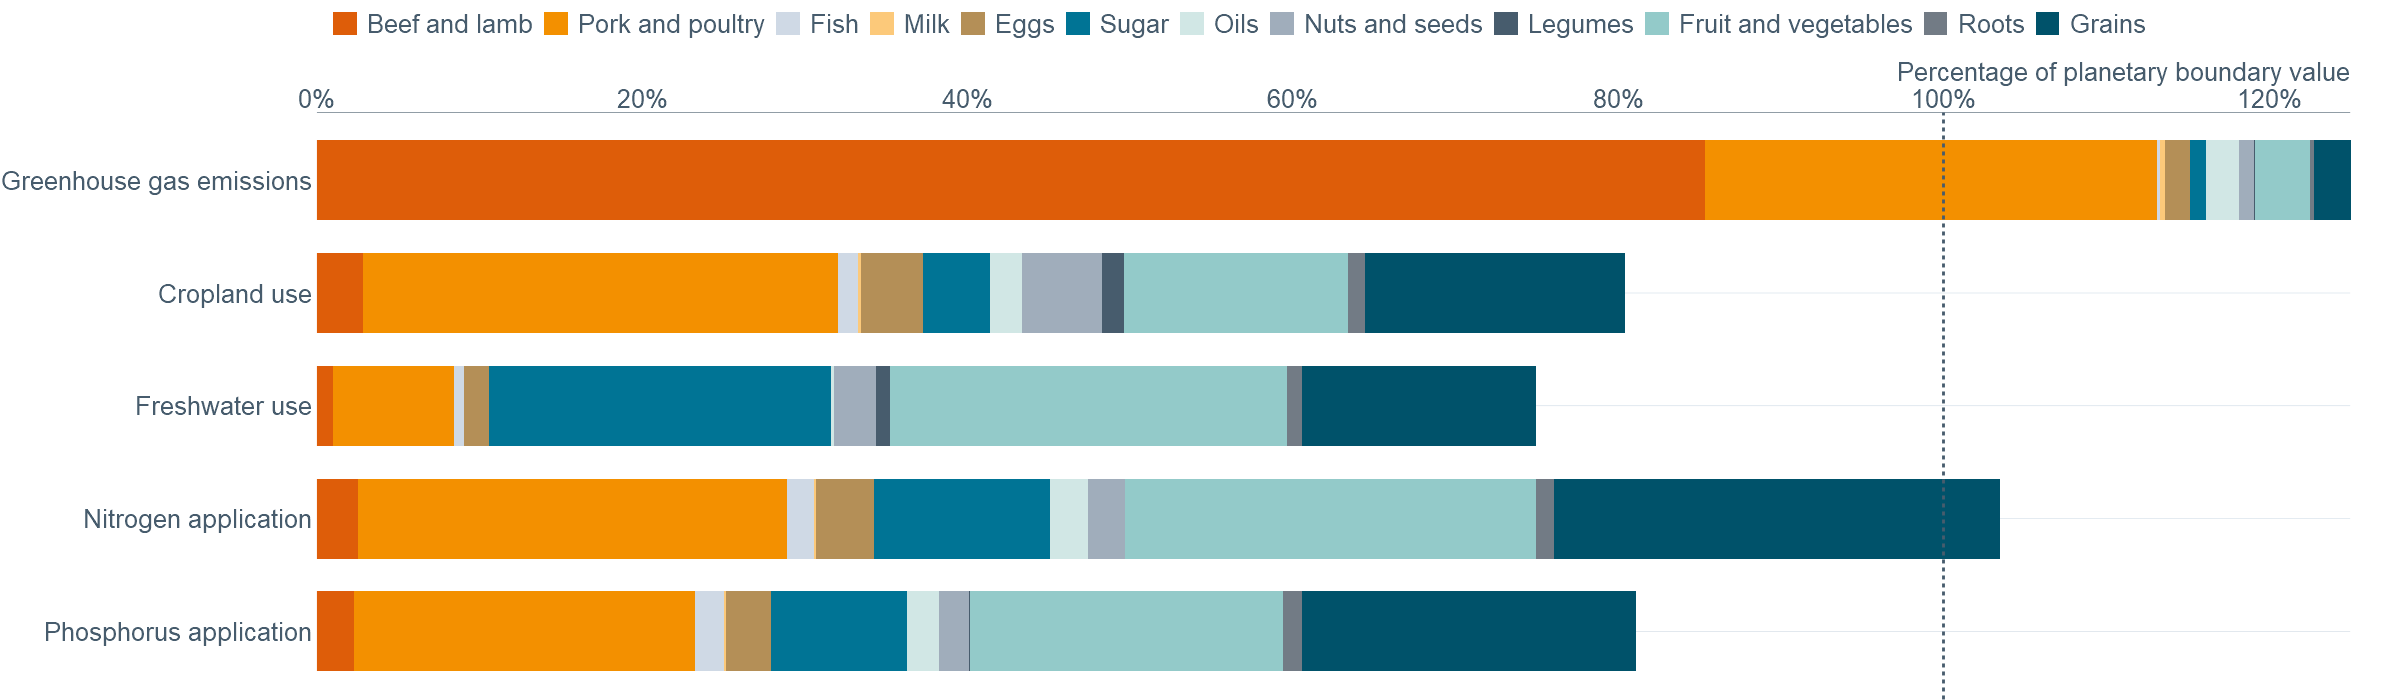 Beef and lamb Pork and poultry Fish Milk Eggs Sugar Oils Nuts and seeds Legumes Fruit and vegetables Roots Grains
Percentage of planetary boundary value
0% 20% 40% 60% 80% 100% 120%
Greenhouse gas emissions
Cropland use
Freshwater use
Nitrogen application
Phosphorus application